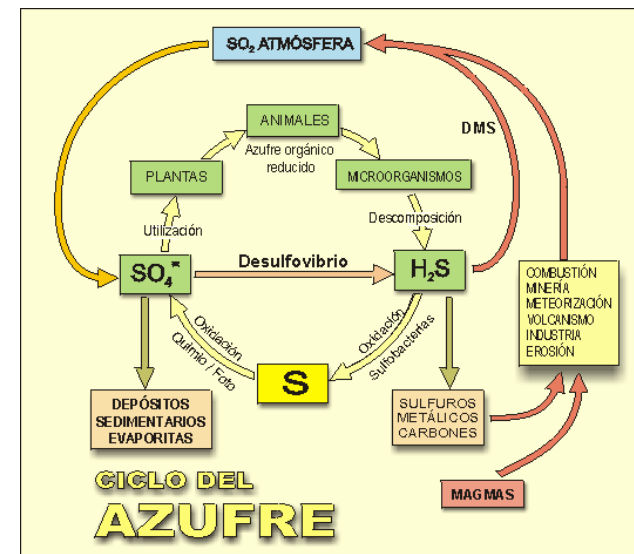 SO₂ ATMÓSFERA
ANIMALES
DMS
Azufre orgánico
reducido
PLANTAS
MICROORGANISMOS
Utilización
Descomposición
SO₄⁼
Desulfovibrio
H₂S
COMBUSTIÓN
MINERÍA
METEORIZACIÓN
VOLCANISMO
INDUSTRIA
EROSIÓN
Oxidación
Quimio / Foto
S
Oxidación
Sulfobacterias
DEPÓSITOS
SEDIMENTARIOS
EVAPORITAS
SULFUROS
METÁLICOS
CARBONES
MAGMAS
CICLO DEL
AZUFRE